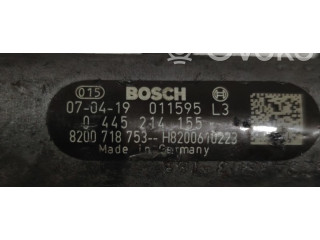 015 BOSCH
07-04-19 011595 L3
0 445 214 155
8200 718 753-- H8200610223
Made in Germany